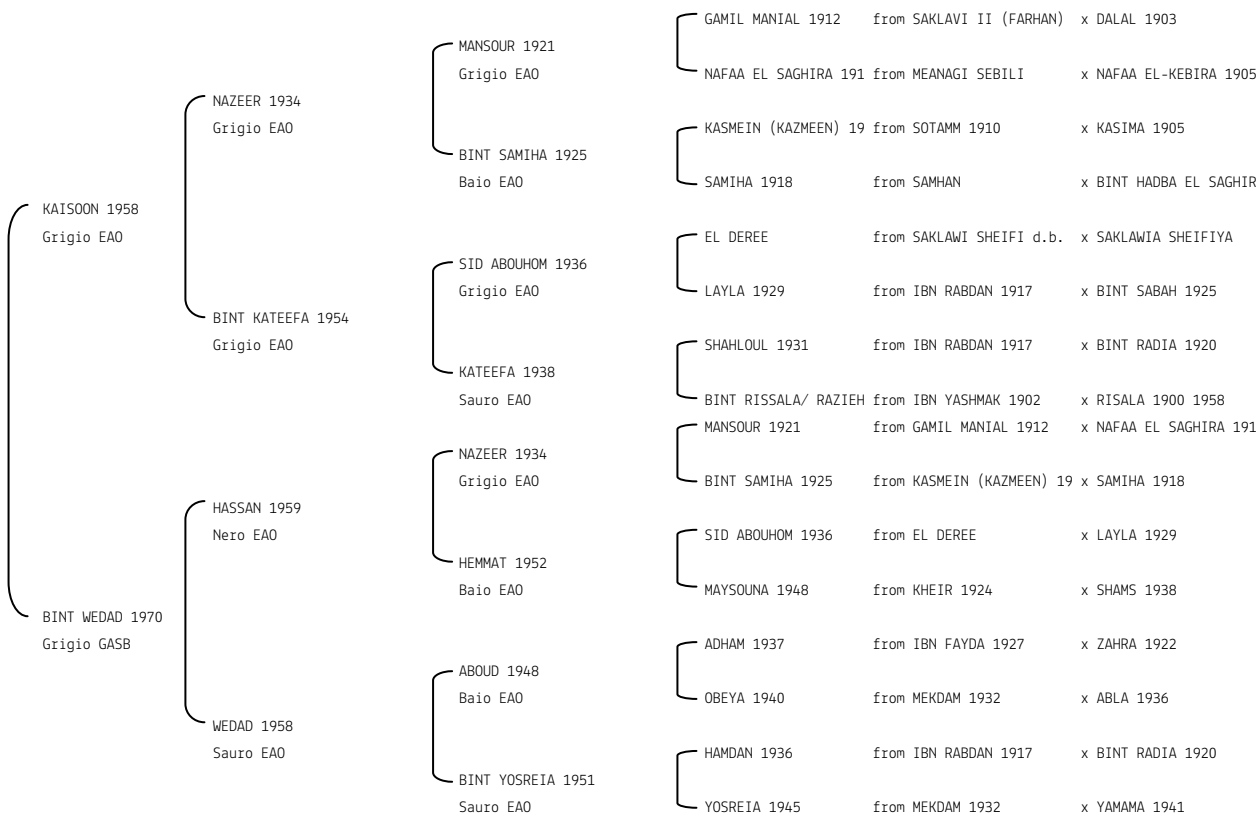 GAMIL MANIAL 1912 from SAKLAVI II (FARHAN) x DALAL 1903
MANSOUR 1921
Grigio EAO
NAFAA EL SAGHIRA 191 from MEANAGI SEBILI x NAFAA EL-KEBIRA 1905
NAZEER 1934
Grigio EAO
KASMEIN (KAZMEEN) 19 from SOTAMM 1910 x KASIMA 1905
BINT SAMIHA 1925
Baio EAO
SAMIHA 1918 from SAMHAN x BINT HADBA EL SAGHIR
KAISOON 1958
Grigio EAO
EL DEREE from SAKLAWI SHEIFI d.b. x SAKLAWIA SHEIFIYA
SID ABOUHOM 1936
Grigio EAO
LAYLA 1929 from IBN RABDAN 1917 x BINT SABAH 1925
BINT KATEEFA 1954
Grigio EAO
SHAHLOUL 1931 from IBN RABDAN 1917 x BINT RADIA 1920
KATEEFA 1938
Sauro EAO
BINT RISSALA/ RAZIEH from IBN YASHMAK 1902 x RISALA 1900 1958
MANSOUR 1921 from GAMIL MANIAL 1912 x NAFAA EL SAGHIRA 191
NAZEER 1934
Grigio EAO
BINT SAMIHA 1925 from KASMEIN (KAZMEEN) 19 x SAMIHA 1918
HASSAN 1959
Nero EAO
SID ABOUHOM 1936 from EL DEREE x LAYLA 1929
HEMMAT 1952
Baio EAO
MAYSOUNA 1948 from KHEIR 1924 x SHAMS 1938
BINT WEDAD 1970
Grigio GASB
ADHAM 1937 from IBN FAYDA 1927 x ZAHRA 1922
ABOUD 1948
Baio EAO
OBEYA 1940 from MEKDAM 1932 x ABLA 1936
WEDAD 1958
Sauro EAO
HAMDAN 1936 from IBN RABDAN 1917 x BINT RADIA 1920
BINT YOSREIA 1951
Sauro EAO
YOSREIA 1945 from MEKDAM 1932 x YAMAMA 1941